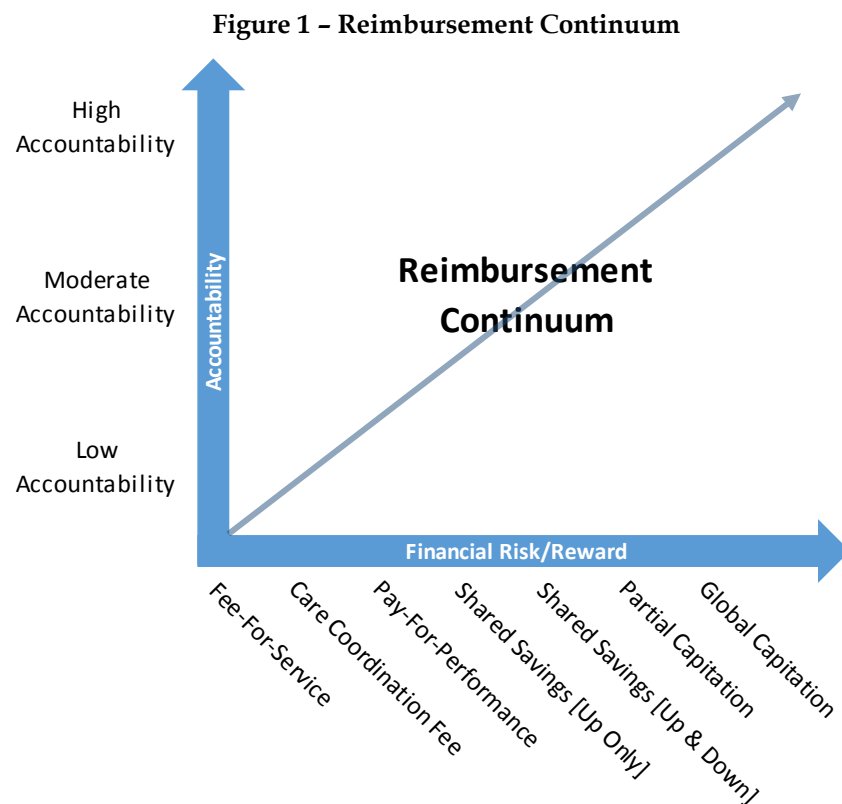 Figure 1 – Reimbursement Continuum
High
Accountability
Moderate
Accountability
Low
Accountability
Accountability
Reimbursement
Continuum
Financial Risk/Reward
Fee-For-Service
Care Coordination Fee
Pay-For-Performance
Shared Savings [Up Only]
Shared Savings [Up & Down]
Partial Capitation
Global Capitation